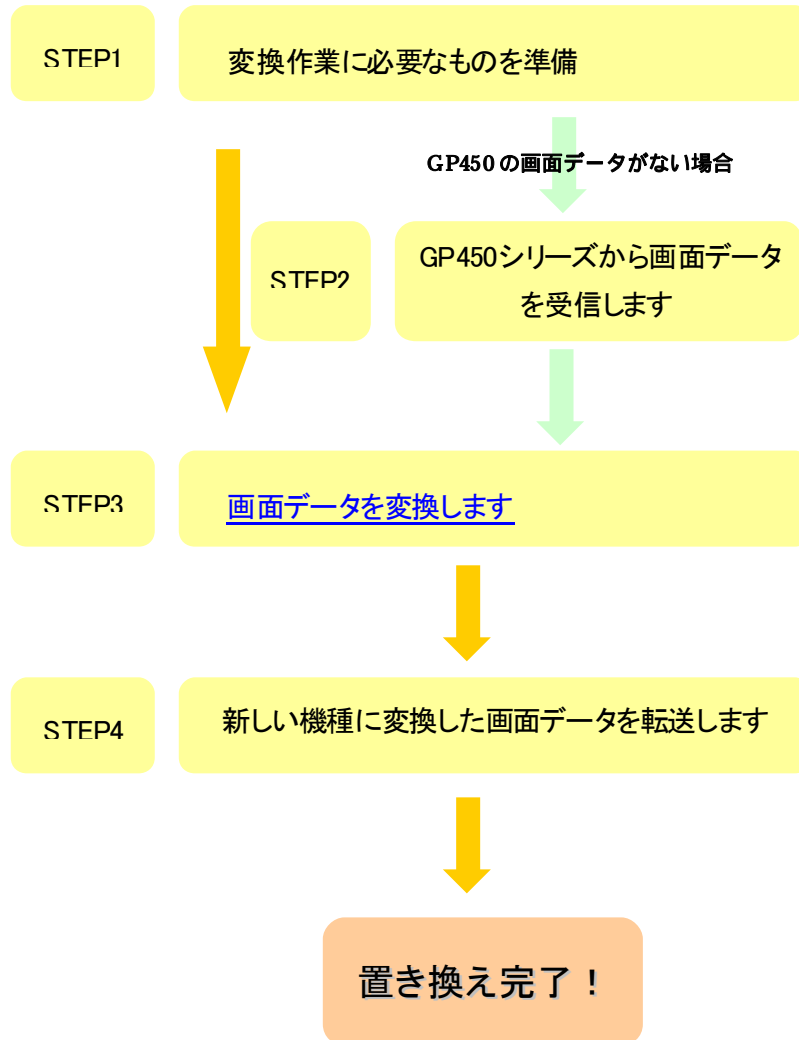 STEP1
変換作業に必要なものを準備
GP450の画面データがない場合
STEP2
GP450シリーズから画面データ
を受信します
STEP3
画面データを変換します
STEP4
新しい機種に変換した画面データを転送します
置き換え完了！